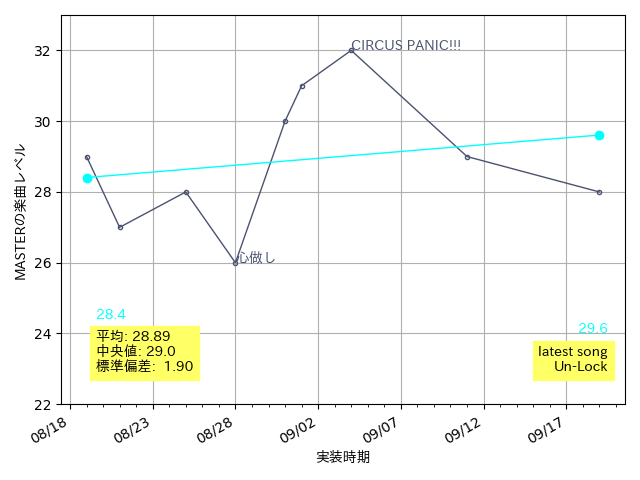 MASTERの楽曲レベル
32
30
28
26
24
22
CIRCUS PANIC!!!
心做し
28.4
平均: 28.89
中央値: 29.0
標準偏差:  1.90
29.6
latest song
Un-Lock
08/18
08/23
08/28
09/02
09/07
09/12
09/17
実装時期